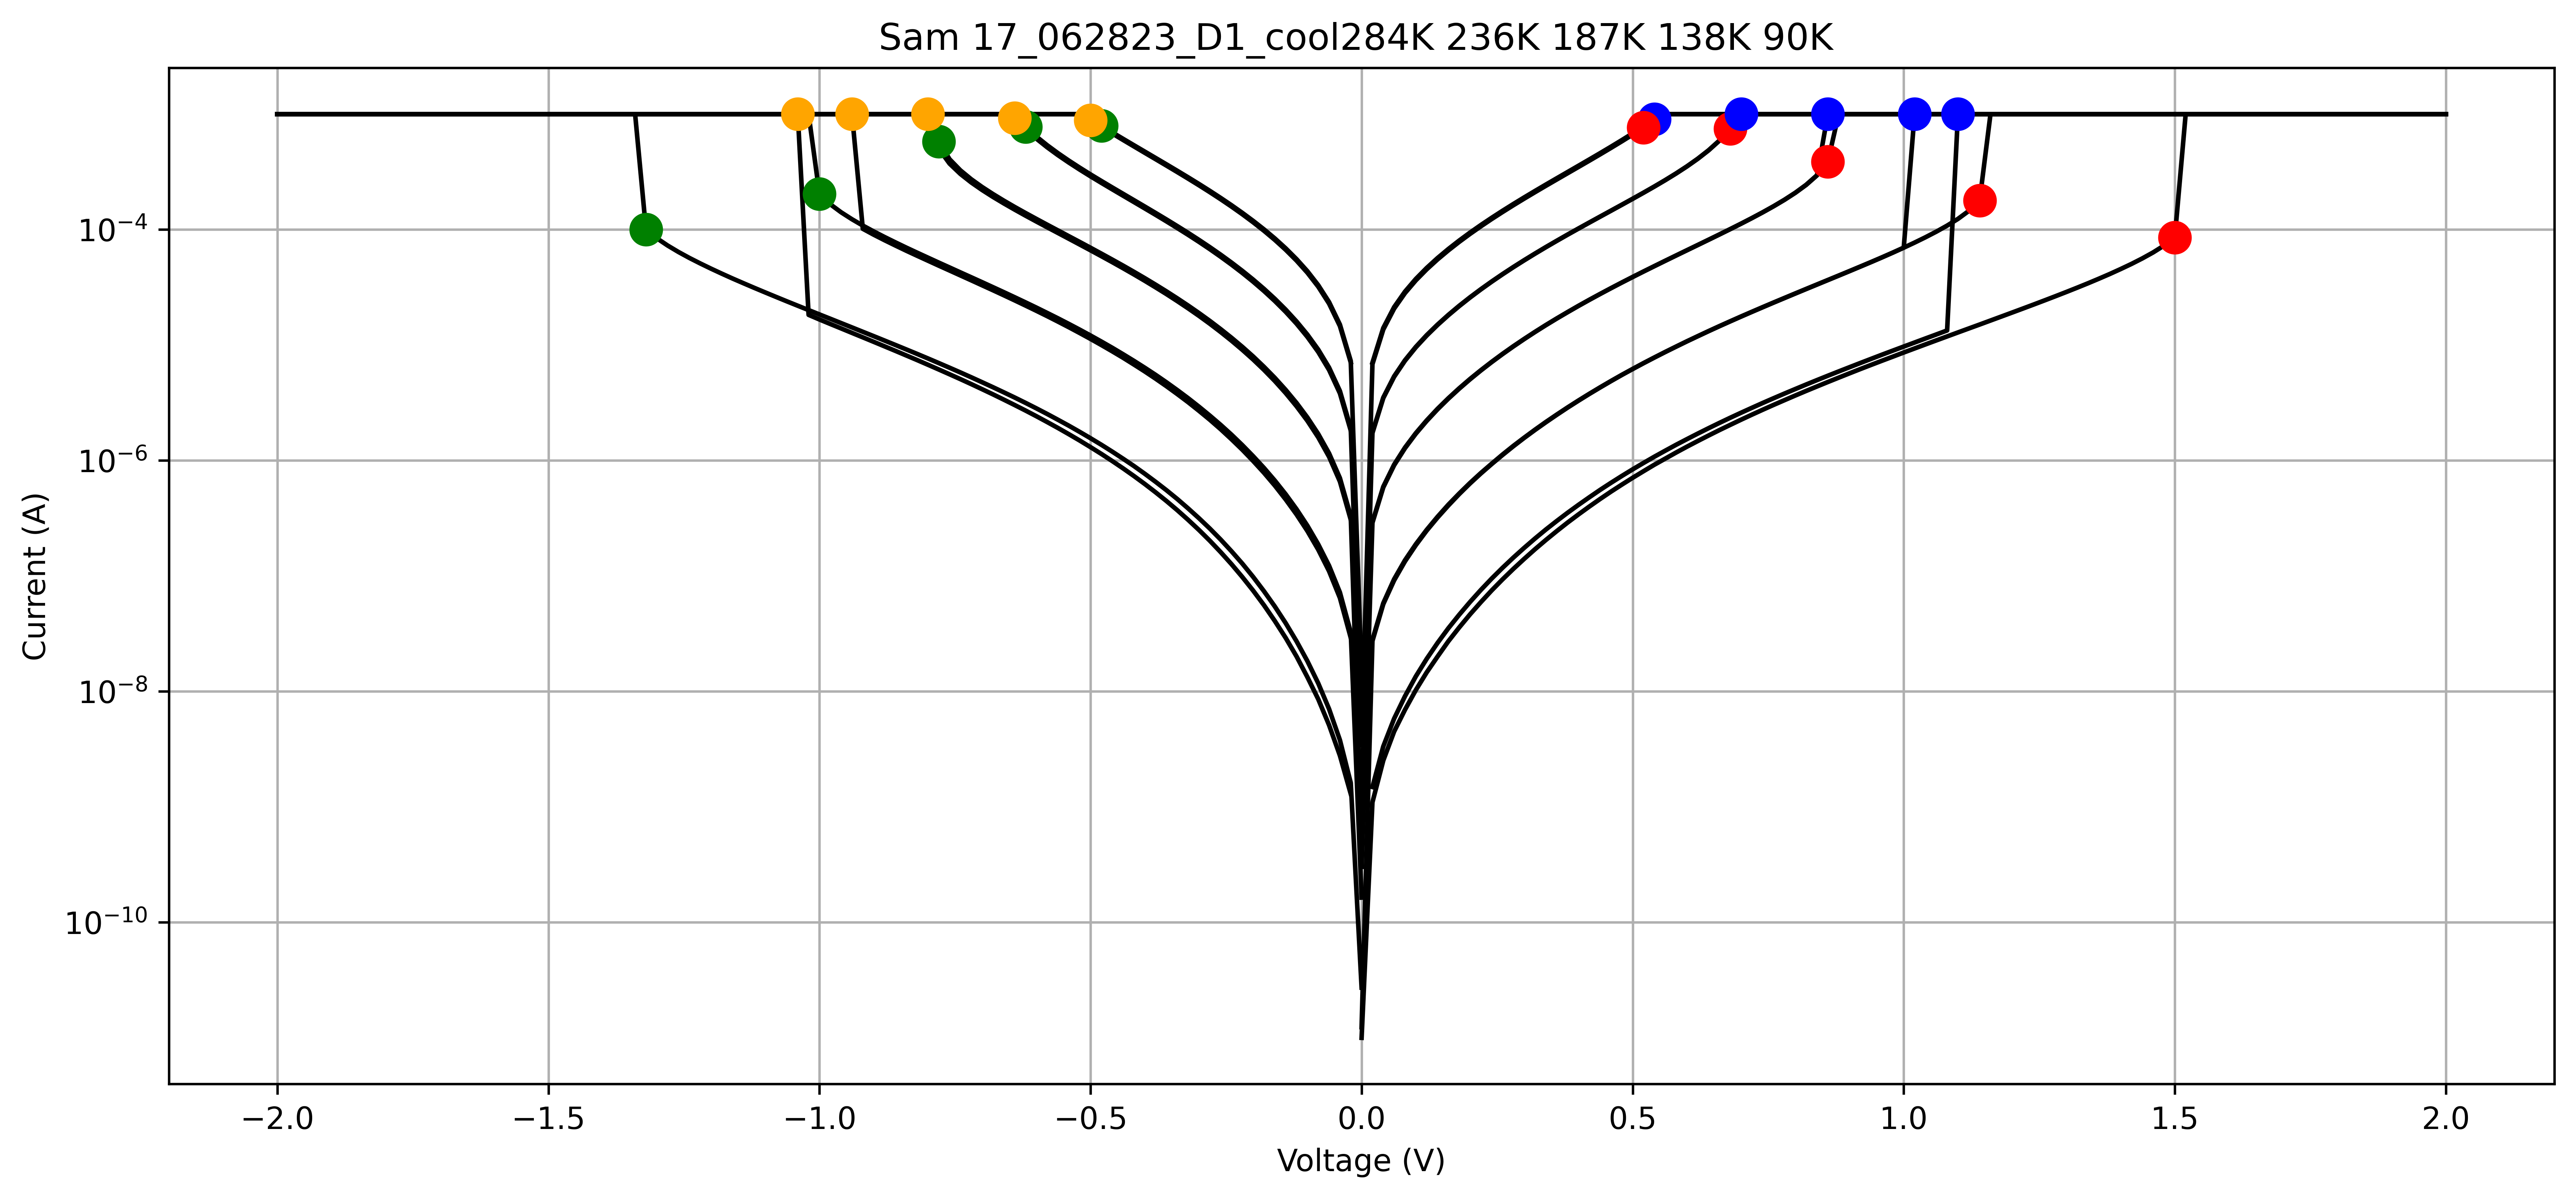 Sam 17_062823_D1_cool284K 236K 187K 138K 90K
Current (A)
10⁻⁴
10⁻⁶
10⁻⁸
10⁻¹⁰
−2.0 −1.5 −1.0 −0.5 0.0 0.5 1.0 1.5 2.0
Voltage (V)